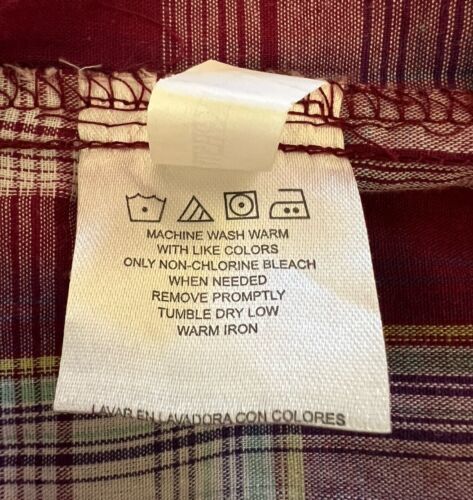 MACHINE WASH WARM
WITH LIKE COLORS
ONLY NON-CHLORINE BLEACH
WHEN NEEDED
REMOVE PROMPTLY
TUMBLE DRY LOW
WARM IRON
LAVAR EN LAVADORA CON COLORES